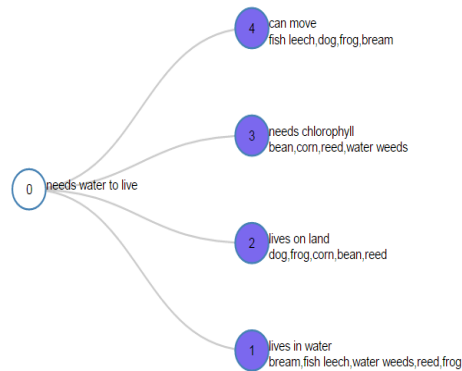 4
can move
fish leech,dog,frog,bream
3
needs chlorophyll
bean,corn,reed,water weeds
0
needs water to live
2
lives on land
dog,frog,corn,bean,reed
1
lives in water
bream,fish leech,water weeds,reed,frog